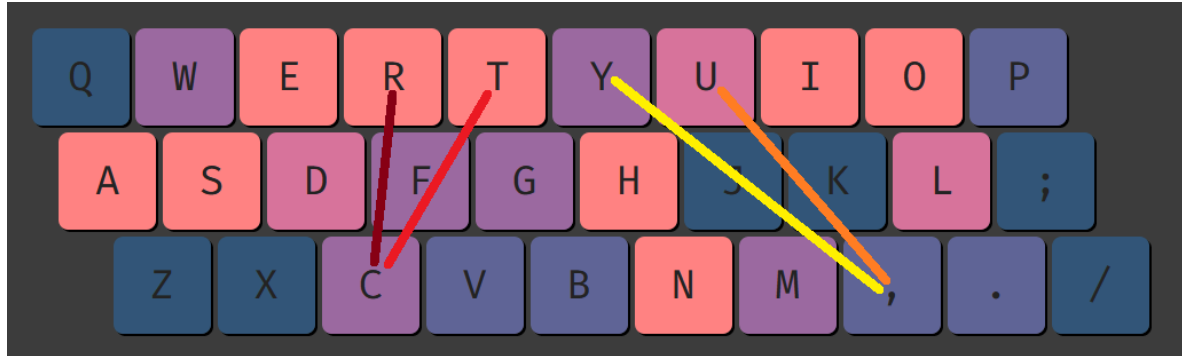 Q W E R T Y U I O P
A S D F G H J K L ;
Z X C V B N M , . /